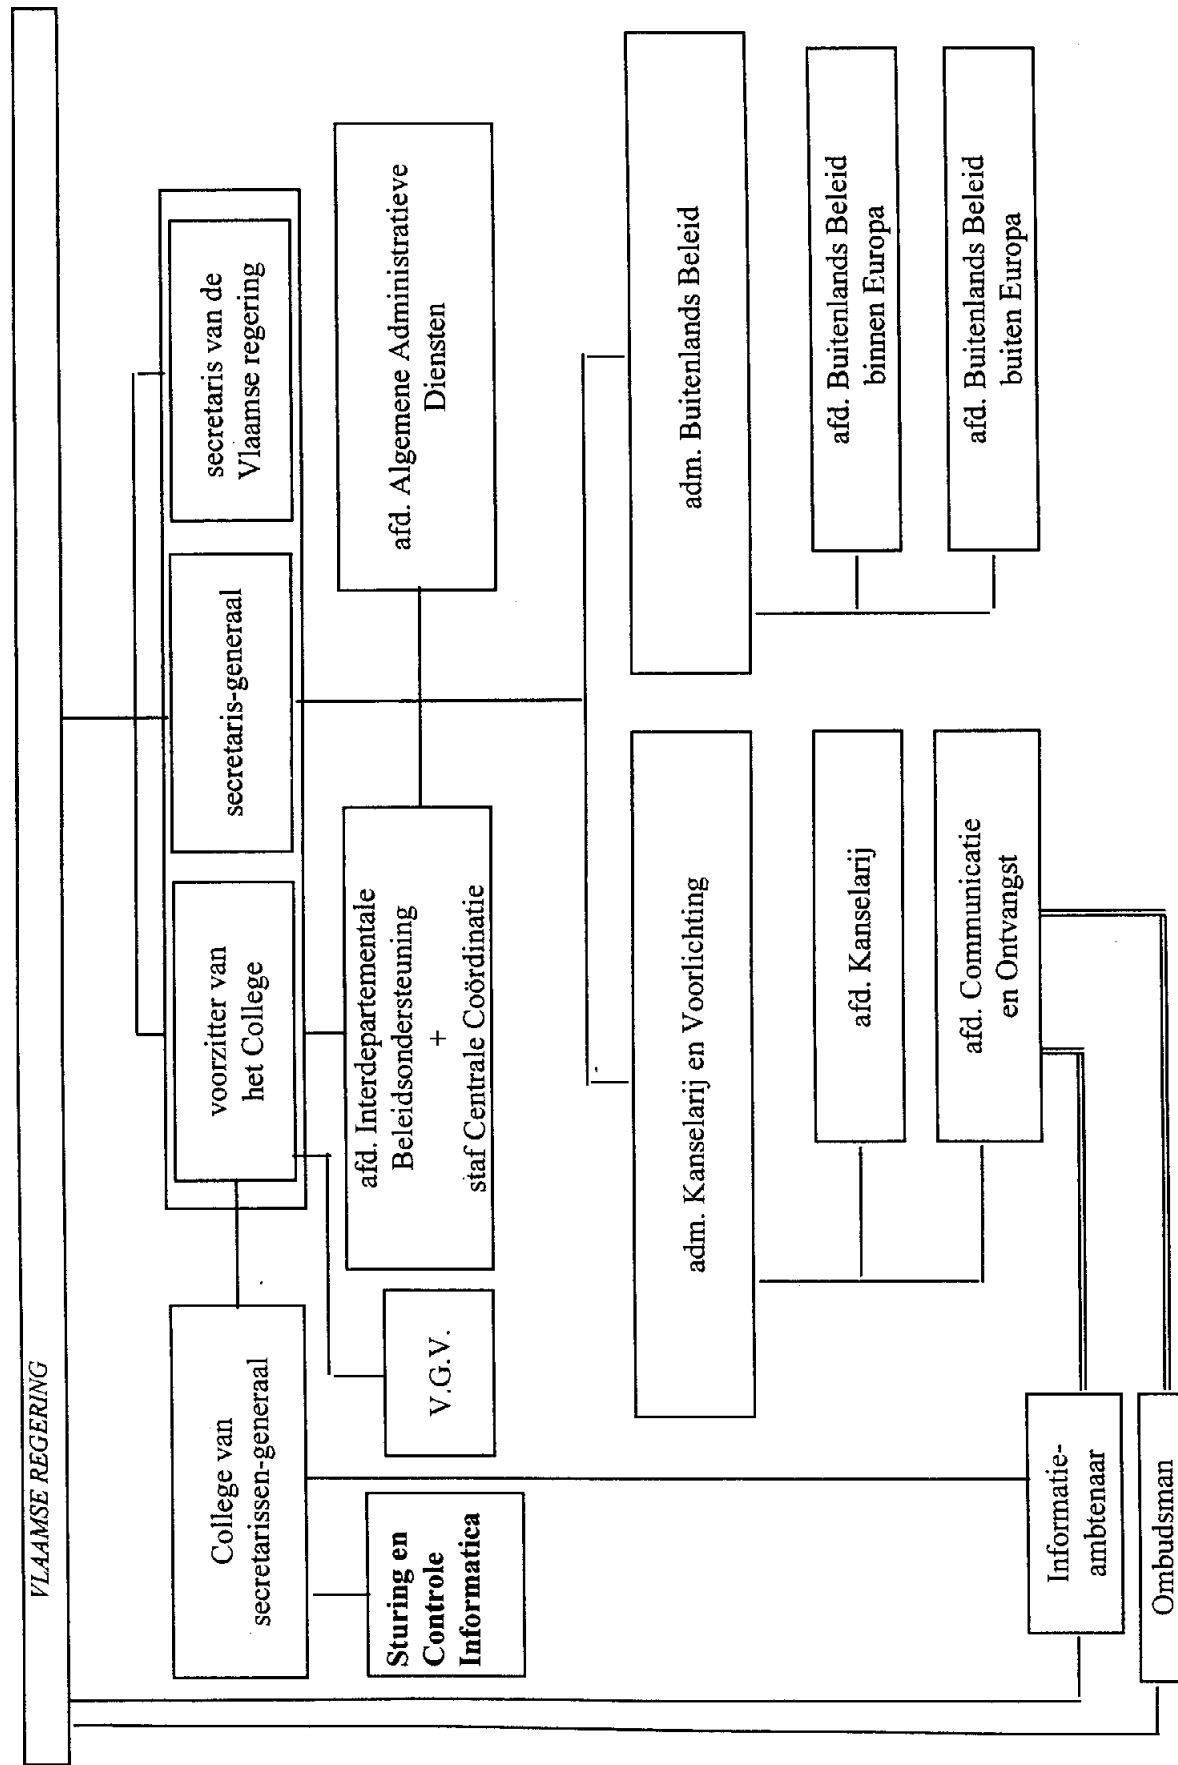 VLAAMSE REGERING
College van
secretarissen-generaal
voorzitter van
het College
secretaris-generaal
secretaris van de
Vlaamse regering
Sturing en
Controle
Informatica
V.G.V.
afd. Interdepartementale
Beleidsondersteuning
+
staf Centrale Coördinatie
afd. Algemene Administratieve
Diensten
adm. Kanselarij en Voorlichting
adm. Buitenlands Beleid
afd. Kanselarij
afd. Buitenlands Beleid
binnen Europa
afd. Communicatie
en Ontvangst
afd. Buitenlands Beleid
buiten Europa
Informatie-
ambtenaar
Ombudsman